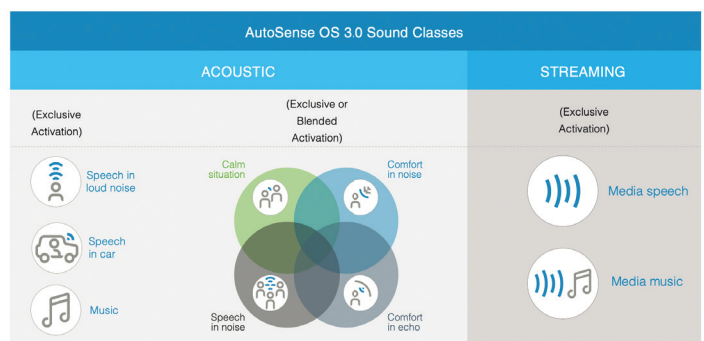 AutoSense OS 3.0 Sound Classes
ACOUSTIC
STREAMING
(Exclusive
Activation)
(Exclusive or
Blended
Activation)
(Exclusive
Activation)
Speech in
loud noise
Speech
in car
Music
Calm
situation
Comfort
in noise
Speech
in noise
Comfort
in echo
Media speech
Media music